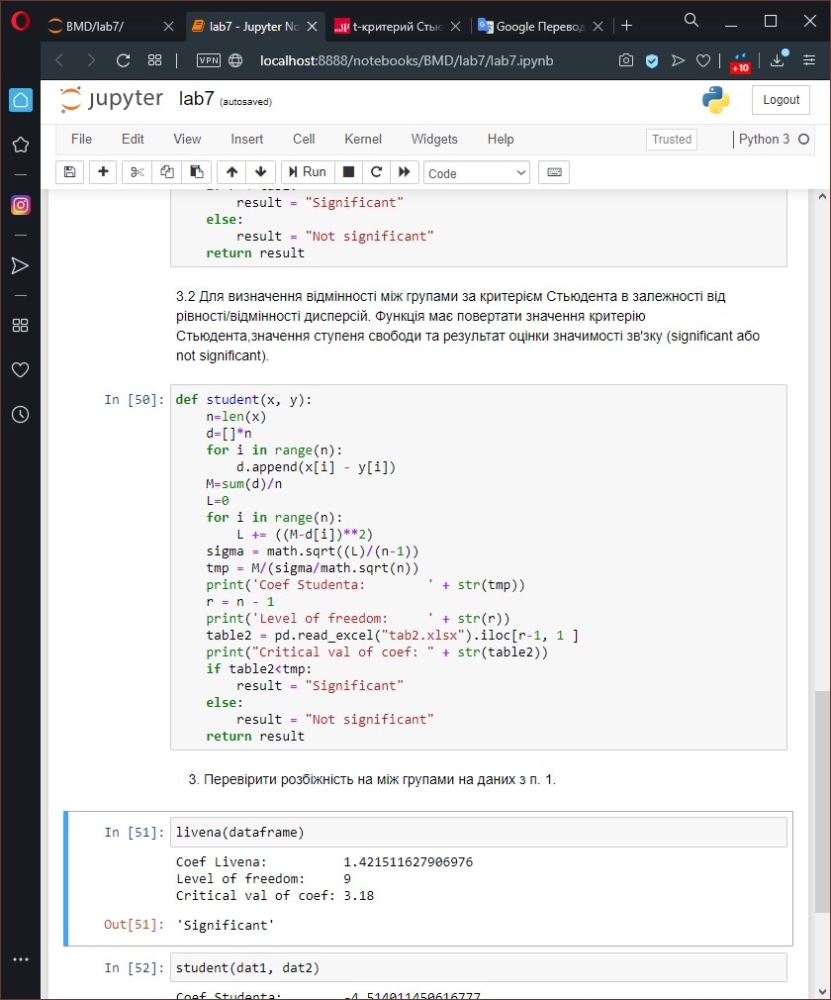 BMD/lab7/
lab7 - Jupyter No
t-критерий Стью
Google Перевод
VPN
localhost:8888/notebooks/BMD/lab7/lab7.ipynb
+10
jupyter lab7 (autosaved)
Logout
File Edit View Insert Cell Kernel Widgets Help
Trusted
Python 3
Run
Code
result = "Significant"
else:
result = "Not significant"
return result
3.2 Для визначення відмінності між групами за критерієм Стьюдента в залежності від
рівності/відмінності дисперсій. Функція має повертати значення критерію
Стьюдента,значення ступеня свободи та результат оцінки значимості зв'зку (significant або
not significant).
In [50]:
def student(x, y):
n=len(x)
d=[]*n
for i in range(n):
d.append(x[i] - y[i])
M=sum(d)/n
L=0
for i in range(n):
L += ((M-d[i])**2)
sigma = math.sqrt((L)/(n-1))
tmp = M/(sigma/math.sqrt(n))
print('Coef Studenta:        ' + str(tmp))
r = n - 1
print('Level of freedom:     ' + str(r))
table2 = pd.read_excel("tab2.xlsx").iloc[r-1, 1 ]
print("Critical val of coef: " + str(table2))
if table2<tmp:
result = "Significant"
else:
result = "Not significant"
return result
3. Перевірити розбіжність на між групами на даних з п. 1.
In [51]: livena(dataframe)
Coef Livena:          1.421511627906976
Level of freedom:     9
Critical val of coef: 3.18
Out[51]: 'Significant'
In [52]: student(dat1, dat2)
Coef Studenta:        -4.514011450616777